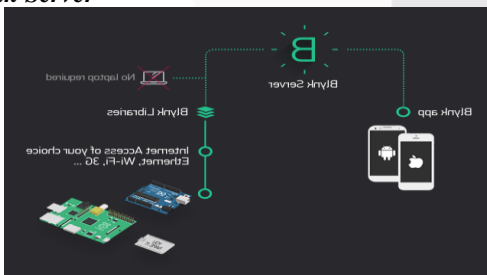 Server
No laptop required
B
Blynk Server
Blynk Libraries
Blynk app
Internet Access of your choice
Ethernet, Wi-Fi, 3G ...